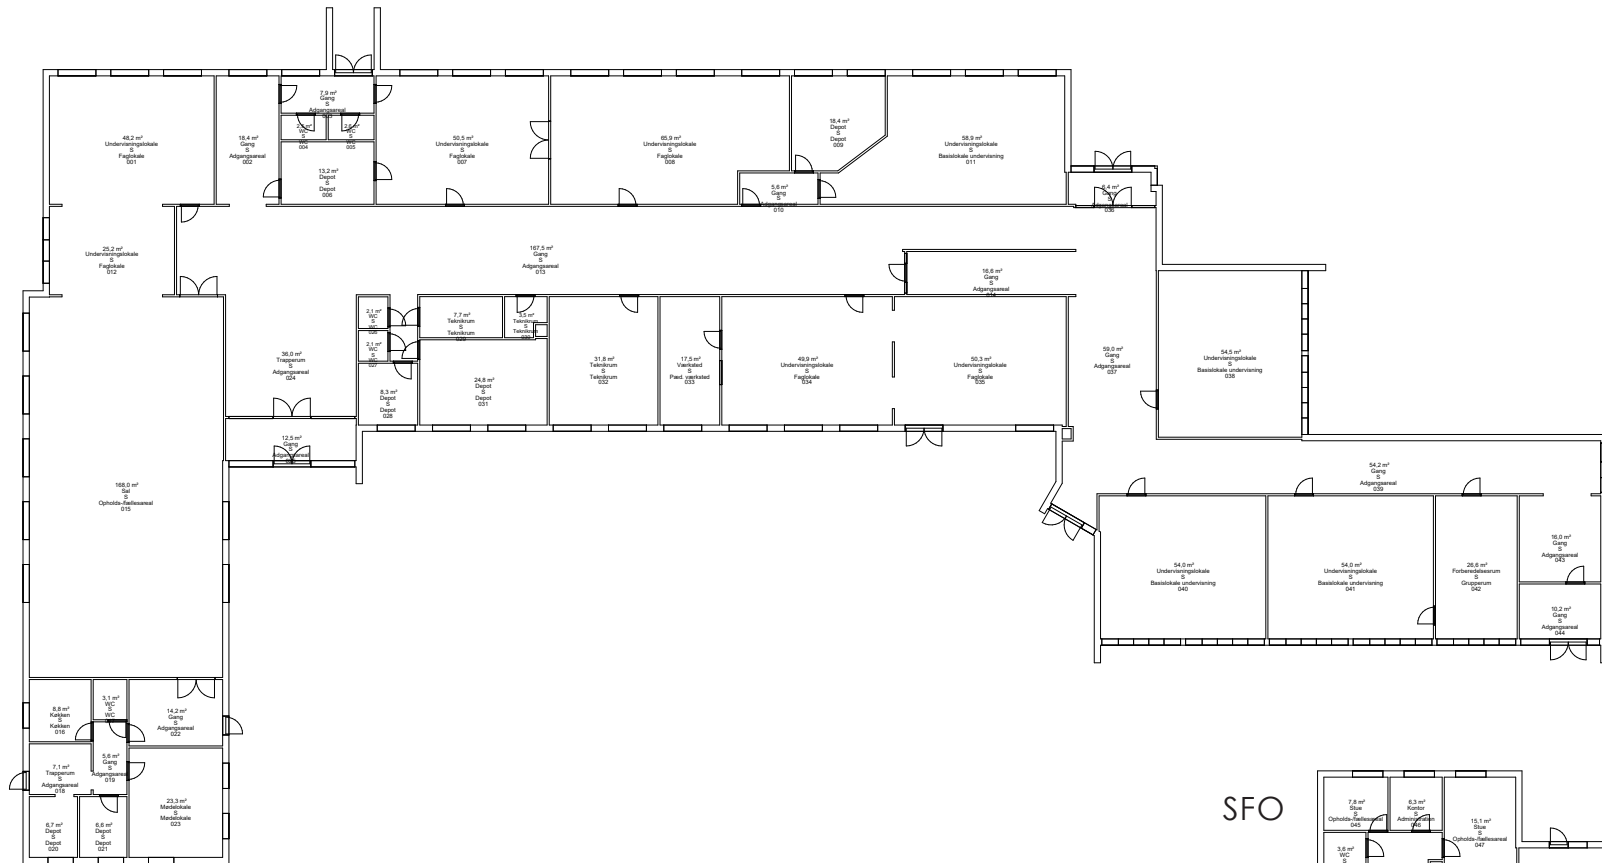 48,2 m²
Undervisningslokale
S
Faglokale
001
18,4 m²
Gang
S
Adgangsareal
002
7,9 m²
Gang
S
Adgangsareal
003
WC
S
WC
004
WC
S
WC
005
13,2 m²
Depot
S
Depot
006
50,5 m²
Undervisningslokale
S
Faglokale
007
65,9 m²
Undervisningslokale
S
Faglokale
008
18,4 m²
Depot
S
Depot
009
5,6 m²
Gang
S
Adgangsareal
010
58,9 m²
Undervisningslokale
S
Basislokale undervisning
011
6,4 m²
Gang
S
Adgangsareal
036
25,2 m²
Undervisningslokale
S
Faglokale
012
167,5 m²
Gang
S
Adgangsareal
013
16,6 m²
Gang
S
Adgangsareal
014
36,0 m²
Trapperum
S
Adgangsareal
024
12,5 m²
Gang
S
Adgangsareal
2,1 m²
WC
S
WC
026
2,1 m²
WC
S
WC
027
8,3 m²
Depot
S
Depot
028
7,7 m²
Teknikrum
S
Teknikrum
029
3,5 m²
Teknikrum
S
Teknikrum
030
24,8 m²
Depot
S
Depot
031
31,8 m²
Teknikrum
S
Teknikrum
032
17,5 m²
Værksted
S
Pæd. værksted
033
49,9 m²
Undervisningslokale
S
Faglokale
034
50,3 m²
Undervisningslokale
S
Faglokale
035
59,0 m²
Gang
S
Adgangsareal
037
54,5 m²
Undervisningslokale
S
Basislokale undervisning
038
54,2 m²
Gang
S
Adgangsareal
039
54,0 m²
Undervisningslokale
S
Basislokale undervisning
040
54,0 m²
Undervisningslokale
S
Basislokale undervisning
041
26,6 m²
Forberedelsesrum
S
Grupperum
042
16,0 m²
Gang
S
Adgangsareal
043
10,2 m²
Gang
S
Adgangsareal
044
168,0 m²
Sal
S
Opholds-/fællesareal
015
8,8 m²
Køkken
S
Køkken
016
3,1 m²
WC
S
WC
14,2 m²
Gang
S
Adgangsareal
022
7,1 m²
Trapperum
S
Adgangsareal
018
5,6 m²
Gang
S
Adgangsareal
019
23,3 m²
Mødelokale
S
Mødelokale
023
6,7 m²
Depot
S
Depot
020
6,6 m²
Depot
S
Depot
021
SFO
7,8 m²
Stue
S
Opholds-/fællesareal
045
6,3 m²
Kontor
S
Administration
046
15,1 m²
Stue
S
Opholds-/fællesareal
047
3,6 m²
WC
S